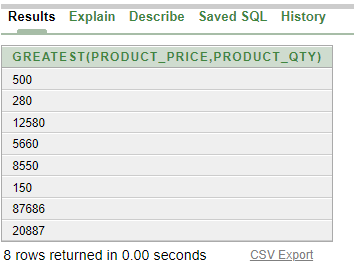 Results Explain Describe Saved SQL History
GREATEST(PRODUCT_PRICE,PRODUCT_QTY)
500
280
12580
5660
8550
150
87686
20887
8 rows returned in 0.00 seconds CSV Export